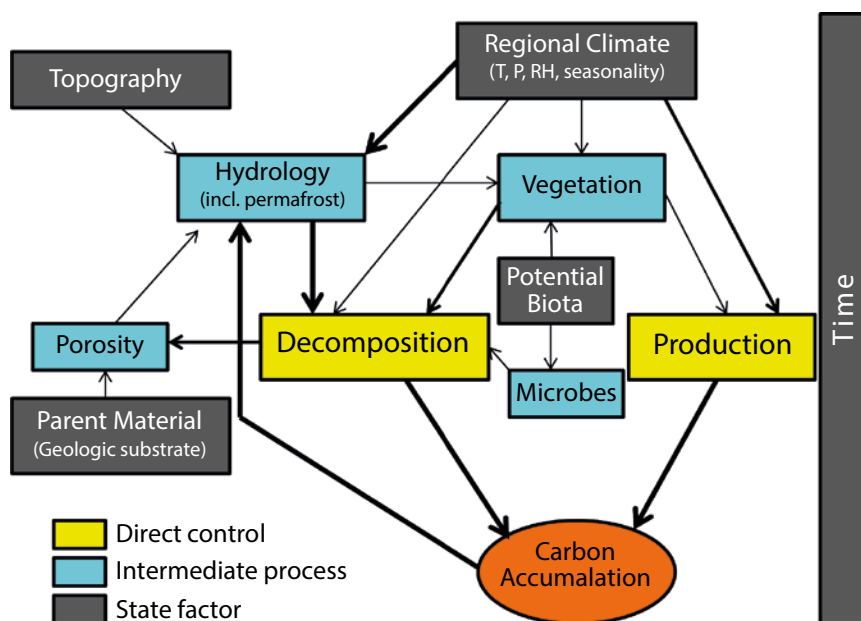 Topography
Regional Climate
(T, P, RH, seasonality)
Hydrology
(incl. permafrost)
Vegetation
Potential
Biota
Porosity
Decomposition
Production
Microbes
Parent Material
(Geologic substrate)
Carbon
Accumalation
Direct control
Intermediate process
State factor
Time